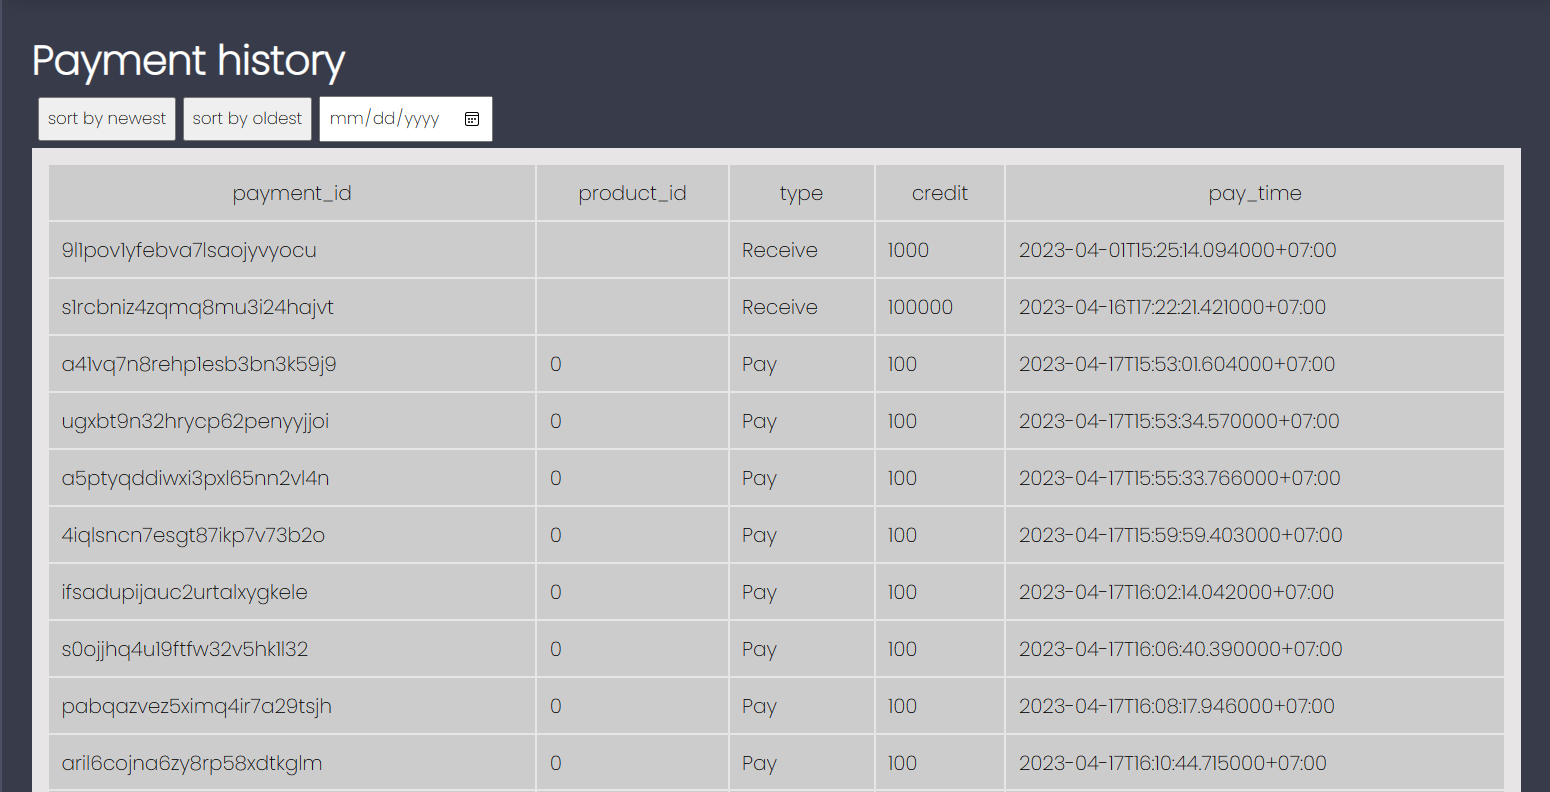 Payment history
sort by newest sort by oldest mm/dd/yyyy
payment_id product_id type credit pay_time
9l1pov1yfebva7lsaojyvyocu Receive 1000 2023-04-01T15:25:14.094000+07:00
s1rcbniz4zqmq8mu3i24hajvt Receive 100000 2023-04-16T17:22:21.421000+07:00
a41vq7n8rehp1esb3bn3k59j9 0 Pay 100 2023-04-17T15:53:01.604000+07:00
ugxbt9n32hrycp62penyyjjoi 0 Pay 100 2023-04-17T15:53:34.570000+07:00
a5ptyqddiwxi3pxl65nn2vl4n 0 Pay 100 2023-04-17T15:55:33.766000+07:00
4iqlsncn7esgt87ikp7v73b2o 0 Pay 100 2023-04-17T15:59:59.403000+07:00
ifsadupijauc2urtalxygkele 0 Pay 100 2023-04-17T16:02:14.042000+07:00
s0ojjhq4u19ftfw32v5hk1l32 0 Pay 100 2023-04-17T16:06:40.390000+07:00
pabqazvez5ximq4ir7a29tsjh 0 Pay 100 2023-04-17T16:08:17.946000+07:00
aril6cojna6zy8rp58xdtkglm 0 Pay 100 2023-04-17T16:10:44.715000+07:00